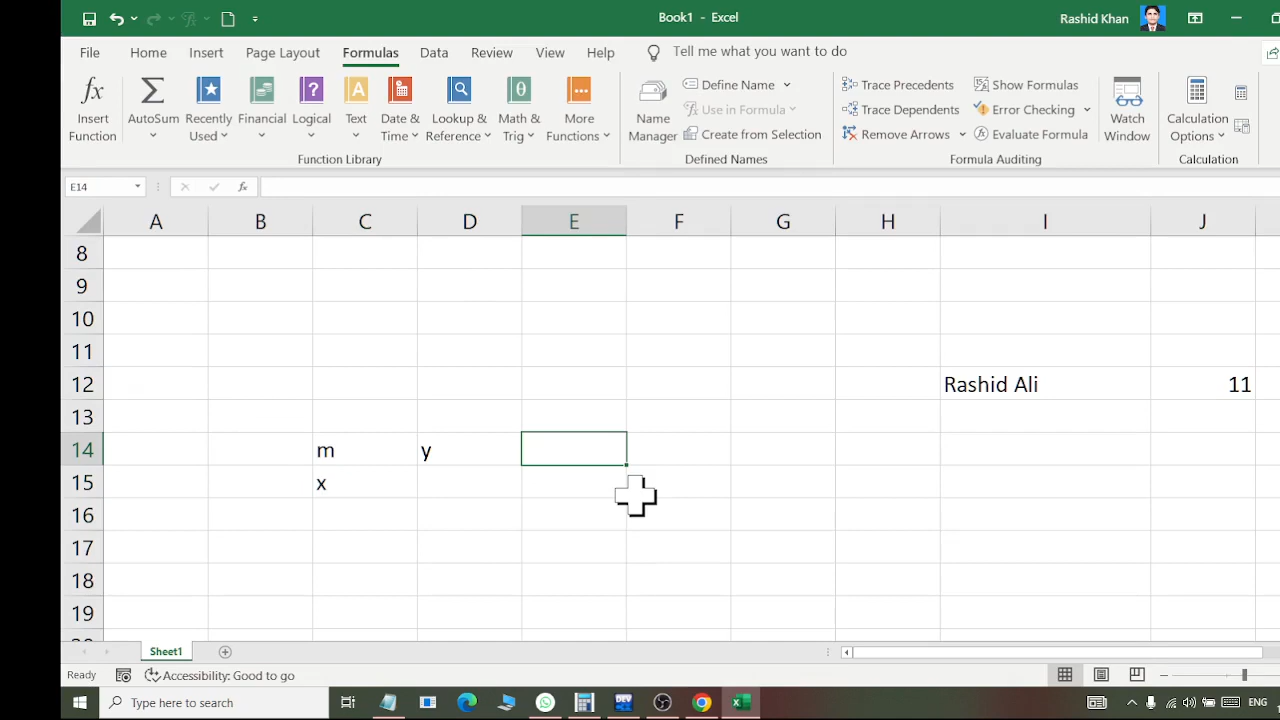 Book1 - Excel
Rashid Khan
File Home Insert Page Layout Formulas Data Review View Help Tell me what you want to do
fx Insert Function
Σ AutoSum
Recently Used
Financial
Logical
A Text
Date & Time
Lookup & Reference
θ Math & Trig
More Functions
Function Library
Name Manager
Define Name
Use in Formula
Create from Selection
Defined Names
Trace Precedents
Trace Dependents
Remove Arrows
Show Formulas
Error Checking
Evaluate Formula
Formula Auditing
Watch Window
Calculation Options
Calculation
E14 fx
A B C D E F G H I J
8
9
10
11
12 Rashid Ali 11
13
14 m y
15 x
16
17
18
19
Sheet1
Ready Accessibility: Good to go
Type here to search DEV ENG